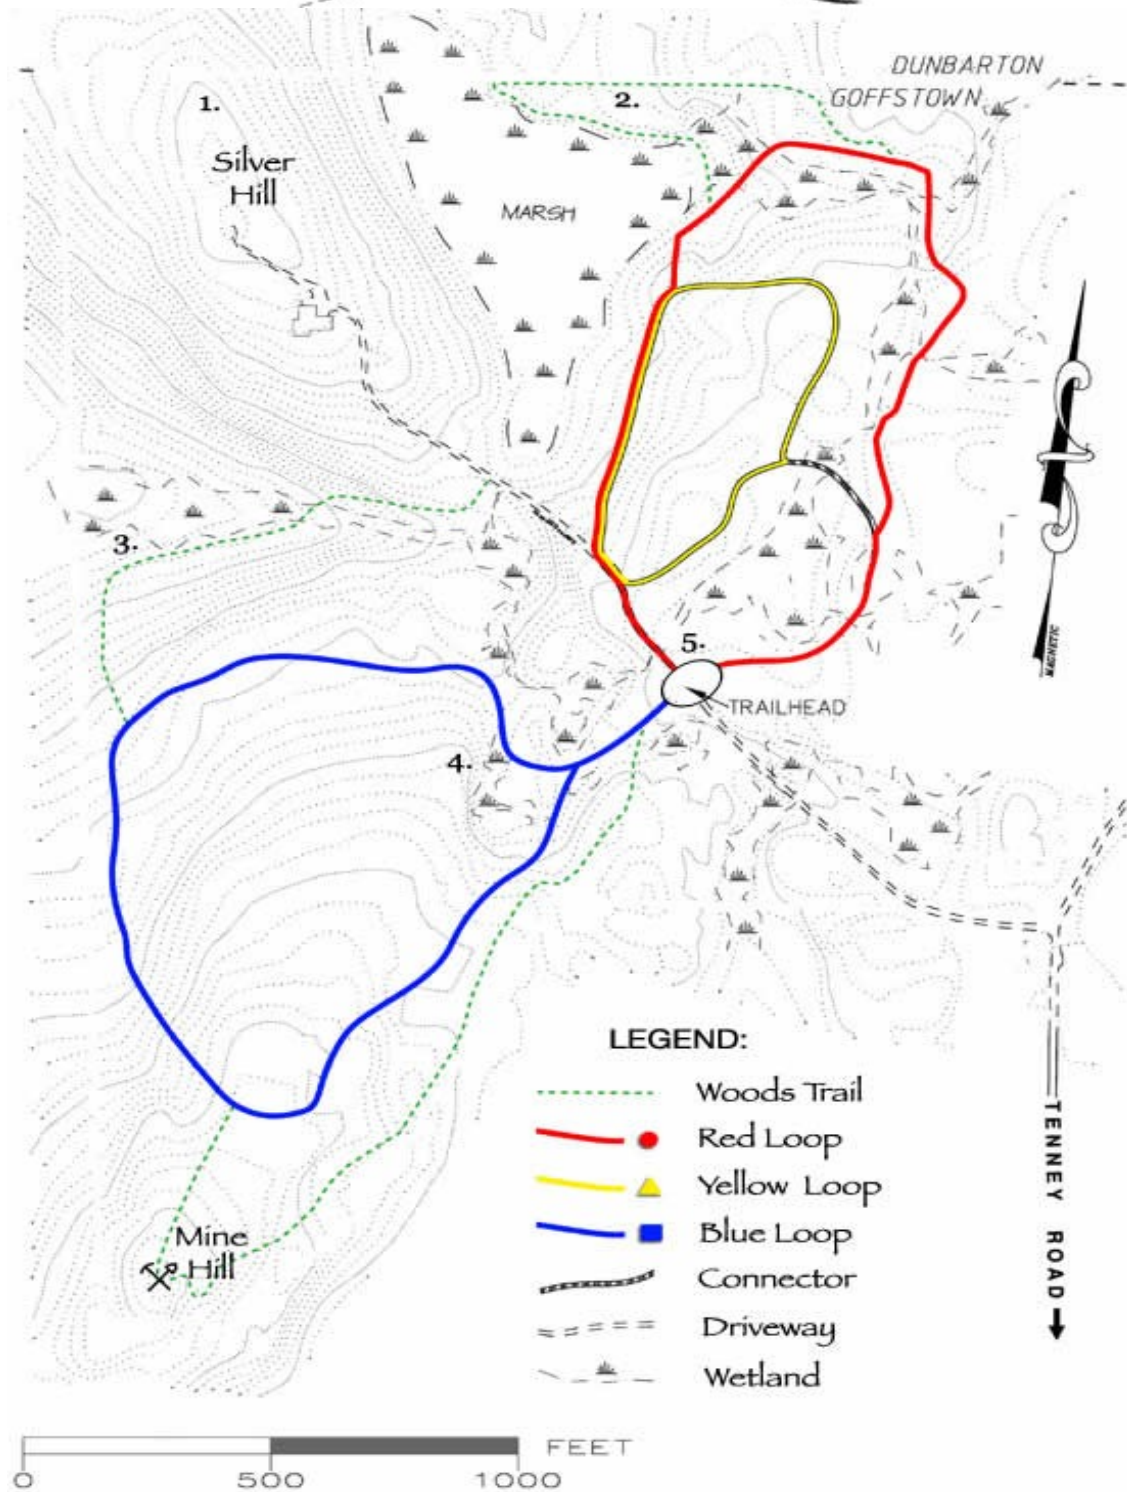 DUNBARTON
GOFFSTOWN
1.
2.
Silver
Hill
MARSH
3.
5.
TRAILHEAD
MAGNETIC
4.
LEGEND:
Woods Trail
Red Loop
Yellow Loop
Blue Loop
Connector
Driveway
Wetland
TENNEY ROAD
Mine
Hill
FEET
0 500 1000